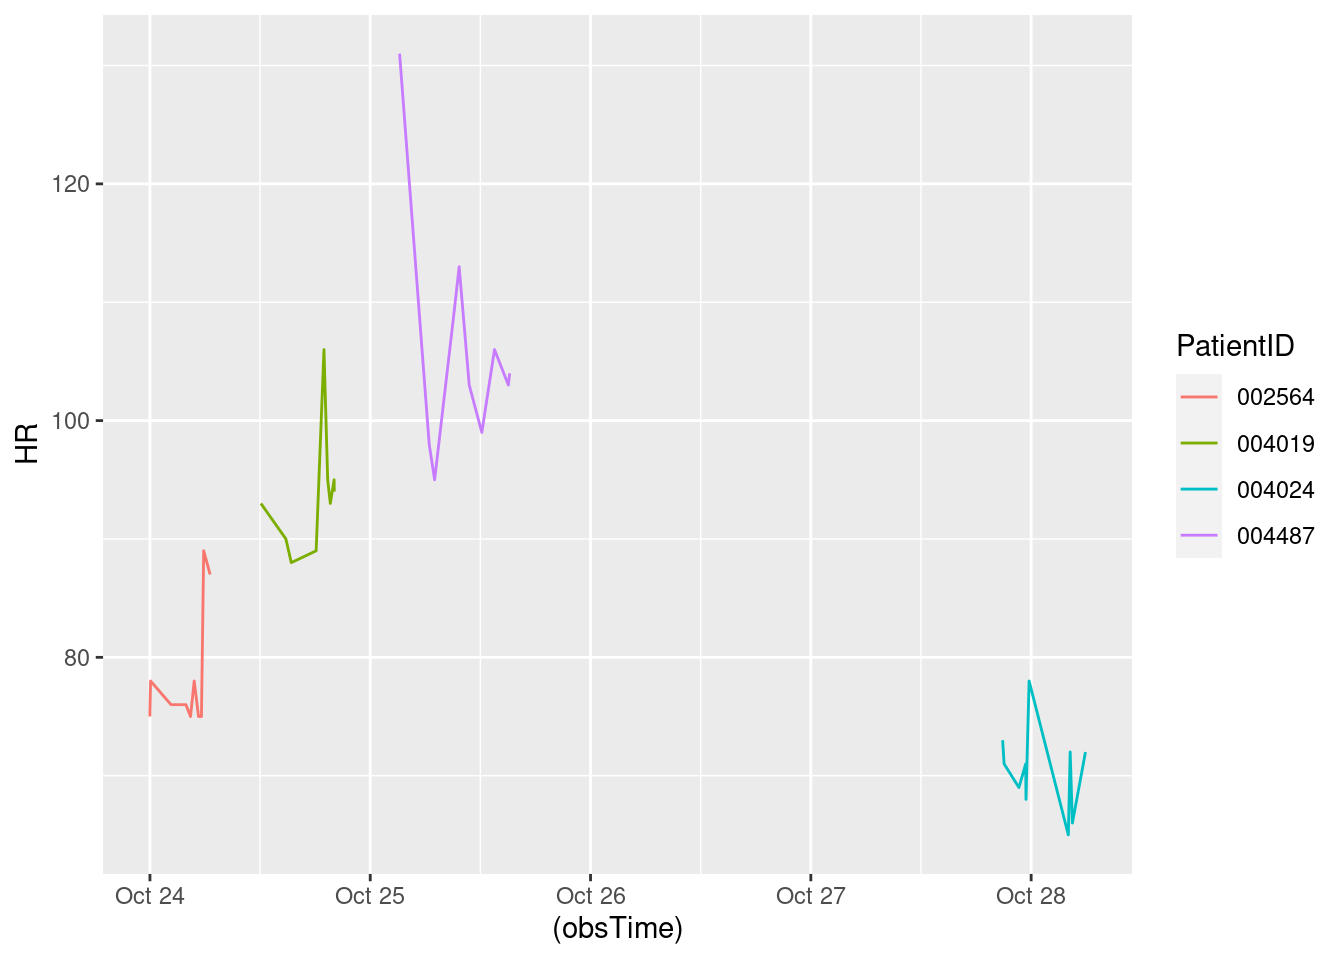 120
100
80
HR
Oct 24
Oct 25
Oct 26
Oct 27
Oct 28
(obsTime)
PatientID
002564
004019
004024
004487